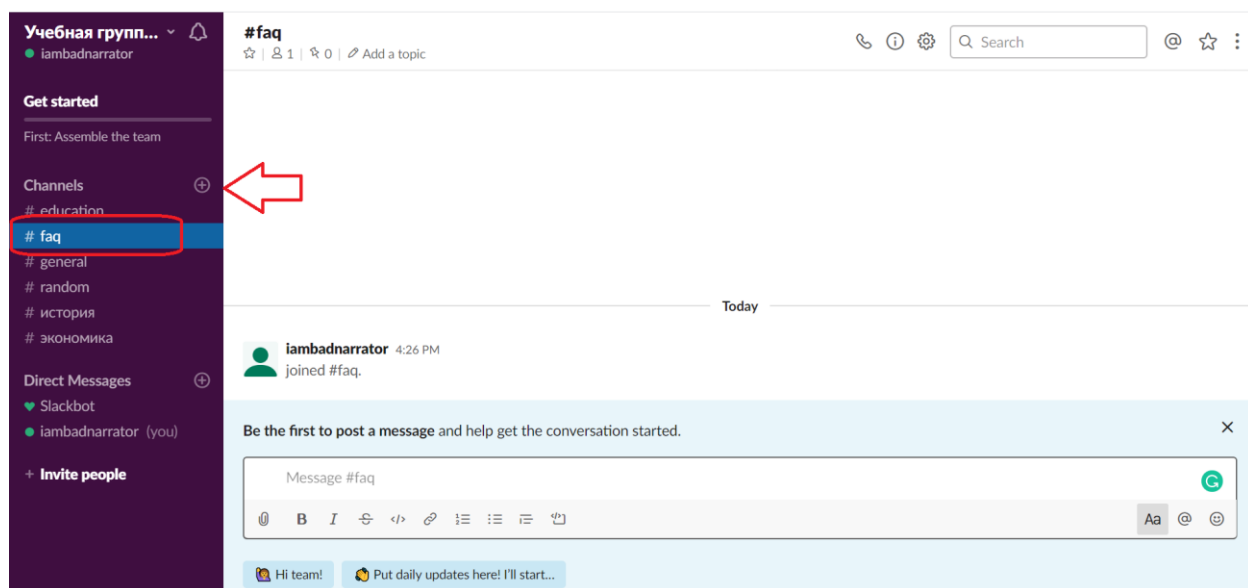 Учебная групп...
iambadnarrator
Get started
First: Assemble the team
Channels
# education
# faq
# general
# random
# история
# экономика
Direct Messages
Slackbot
iambadnarrator (you)
+ Invite people
#faq
1 | 0 | Add a topic
Search
@
Today
iambadnarrator 4:26 PM
joined #faq.
Be the first to post a message and help get the conversation started.
Message #faq
B I S </> Aa @
Hi team! Put daily updates here! I'll start...